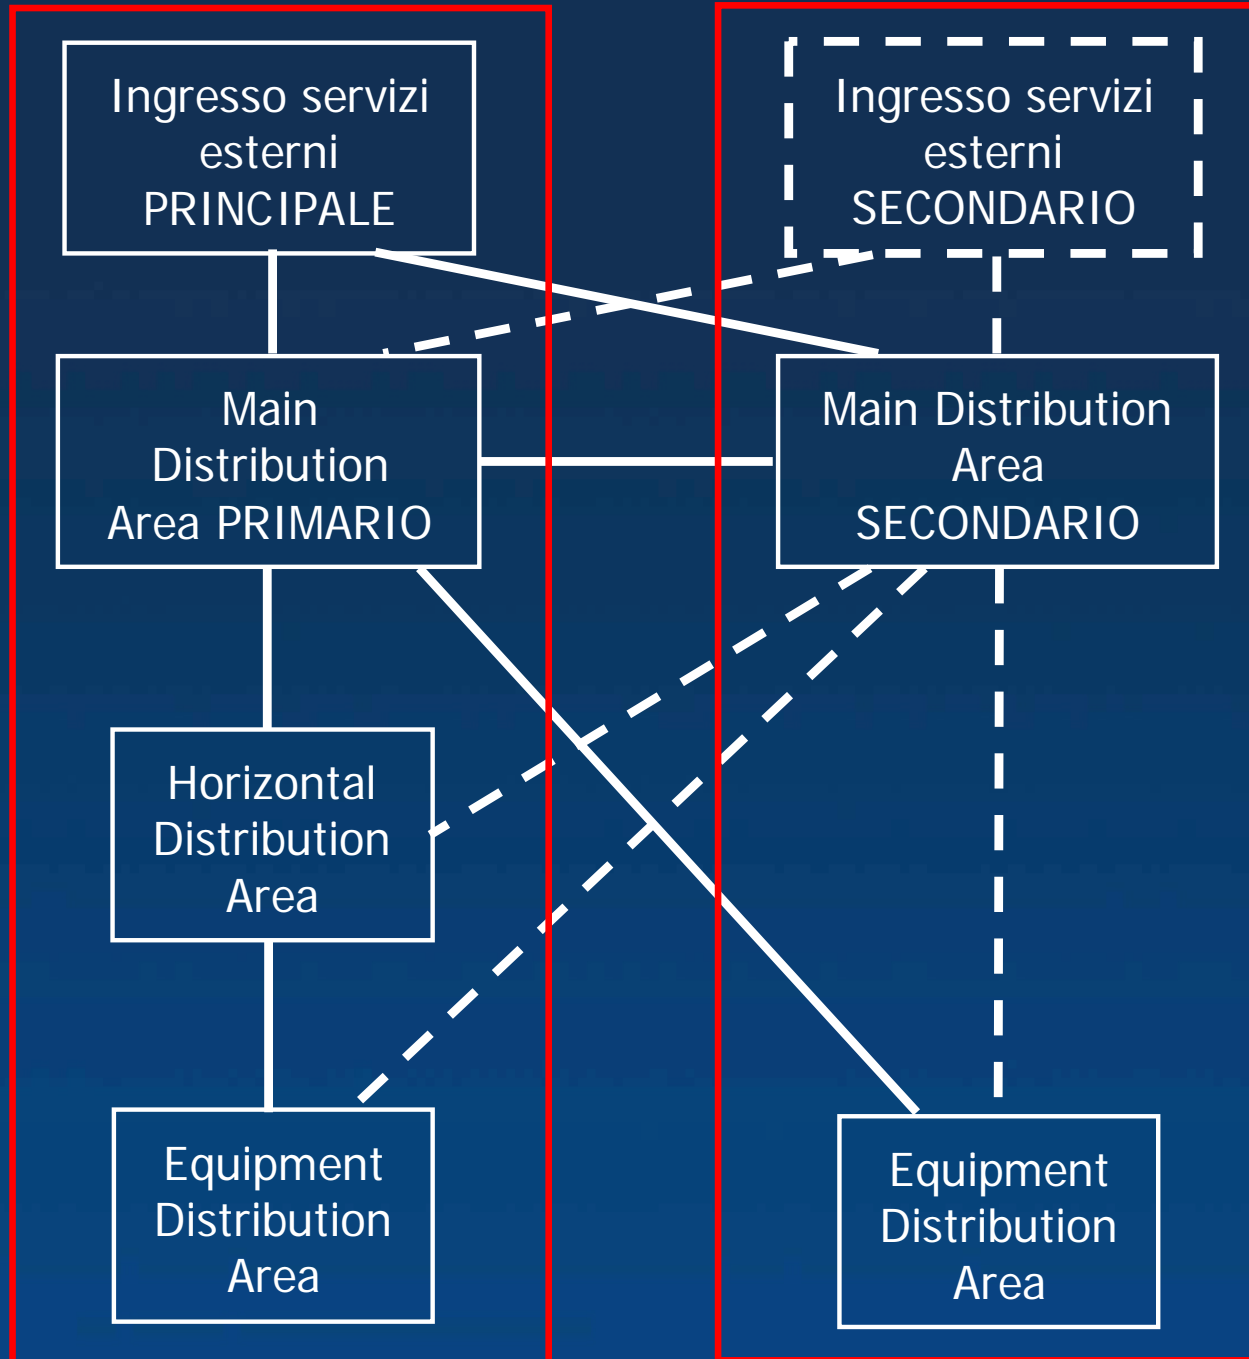 Ingresso servizi
esterni
PRINCIPALE
Ingresso servizi
esterni
SECONDARIO
Main
Distribution
Area PRIMARIO
Main Distribution
Area
SECONDARIO
Horizontal
Distribution
Area
Equipment
Distribution
Area
Equipment
Distribution
Area